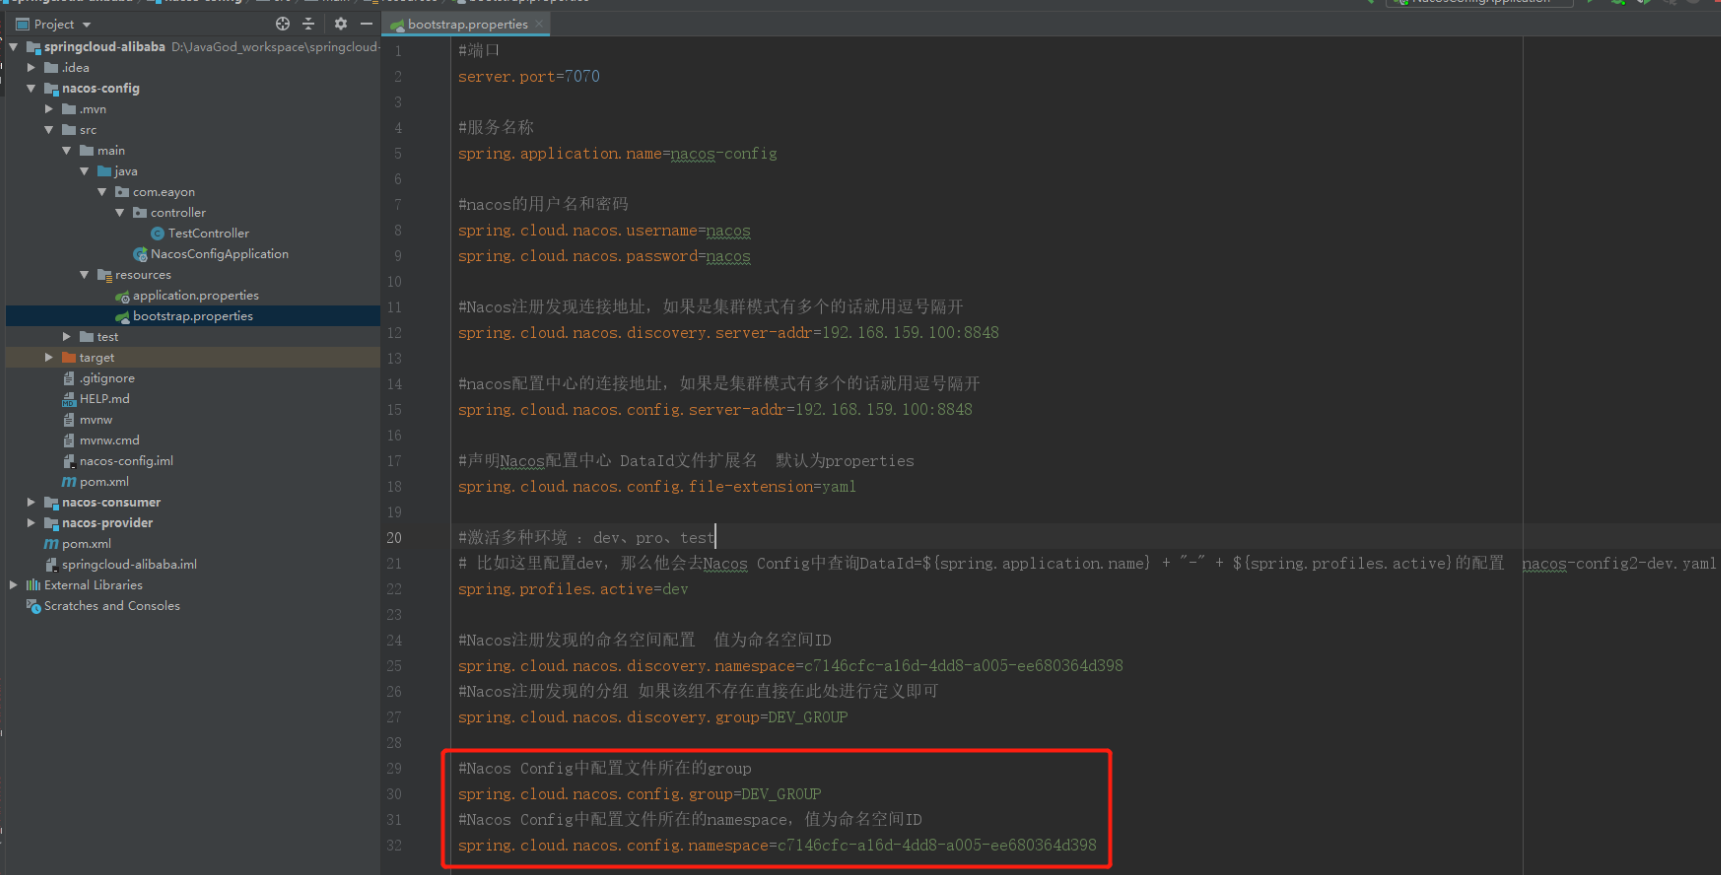 Project
springcloud-alibaba D:\JavaGod_workspace\springcloud-
.idea
nacos-config
.mvn
src
main
java
com.eayon
controller
TestController
NacosConfigApplication
resources
application.properties
bootstrap.properties
test
target
.gitignore
HELP.md
mvnw
mvnw.cmd
nacos-config.iml
pom.xml
nacos-consumer
nacos-provider
pom.xml
springcloud-alibaba.iml
External Libraries
Scratches and Consoles
bootstrap.properties
1 #端口
2 server.port=7070
3
4 #服务名称
5 spring.application.name=nacos-config
6
7 #nacos的用户名和密码
8 spring.cloud.nacos.username=nacos
9 spring.cloud.nacos.password=nacos
10
11 #Nacos注册发现连接地址，如果是集群模式有多个的话就用逗号隔开
12 spring.cloud.nacos.discovery.server-addr=192.168.159.100:8848
13
14 #nacos配置中心的连接地址，如果是集群模式有多个的话就用逗号隔开
15 spring.cloud.nacos.config.server-addr=192.168.159.100:8848
16
17 #声明Nacos配置中心 DataId文件扩展名 默认为properties
18 spring.cloud.nacos.config.file-extension=yaml
19
20 #激活多种环境 : dev、pro、test
21 # 比如这里配置dev，那么他会去Nacos Config中查询DataId=${spring.application.name} + "-" + ${spring.profiles.active}的配置 nacos-config2-dev.yaml
22 spring.profiles.active=dev
23
24 #Nacos注册发现的命名空间配置 值为命名空间ID
25 spring.cloud.nacos.discovery.namespace=c7146cfc-a16d-4dd8-a005-ee680364d398
26 #Nacos注册发现的分组 如果该组不存在直接在此处进行定义即可
27 spring.cloud.nacos.discovery.group=DEV_GROUP
28
29 #Nacos Config中配置文件所在的group
30 spring.cloud.nacos.config.group=DEV_GROUP
31 #Nacos Config中配置文件所在的namespace，值为命名空间ID
32 spring.cloud.nacos.config.namespace=c7146cfc-a16d-4dd8-a005-ee680364d398